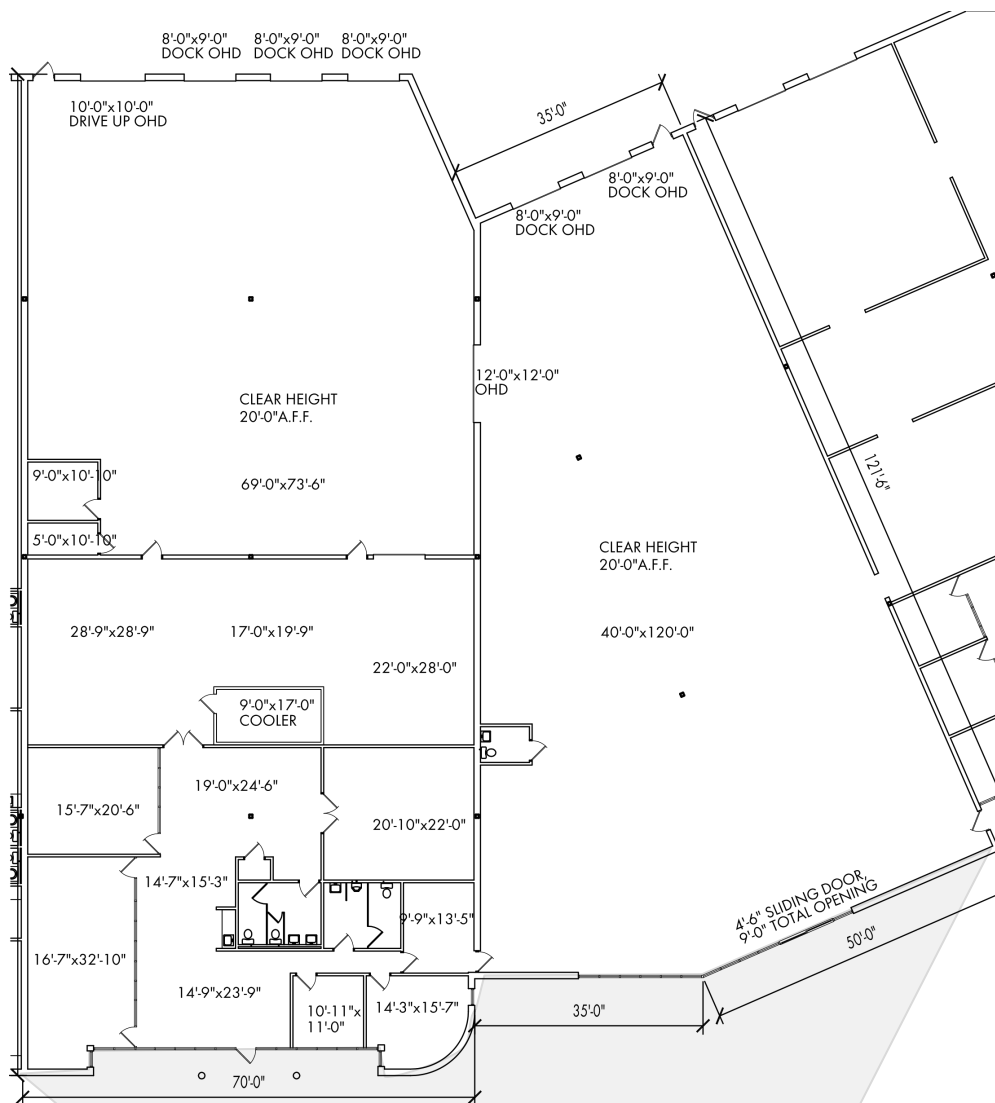 8'-0"x9'-0"
DOCK OHD
8'-0"x9'-0"
DOCK OHD
8'-0"x9'-0"
DOCK OHD
10'-0"x10'-0"
DRIVE UP OHD
35'-0"
8'-0"x9'-0"
DOCK OHD
8'-0"x9'-0"
DOCK OHD
12'-0"x12'-0"
OHD
CLEAR HEIGHT
20'-0"A.F.F.
9'-0"x10'-10"
69'-0"x73'-6"
121'-6"
5'-0"x10'-10"
CLEAR HEIGHT
20'-0"A.F.F.
28'-9"x28'-9"
17'-0"x19'-9"
40'-0"x120'-0"
22'-0"x28'-0"
9'-0"x17'-0"
COOLER
19'-0"x24'-6"
15'-7"x20'-6"
20'-10"x22'-0"
14'-7"x15'-3"
4'-6" SLIDING DOOR,
9'-0" TOTAL OPENING
9'-9"x13'-5"
50'-0"
16'-7"x32'-10"
14'-9"x23'-9"
10'-11"x
11'-0"
14'-3"x15'-7"
35'-0"
70'-0"